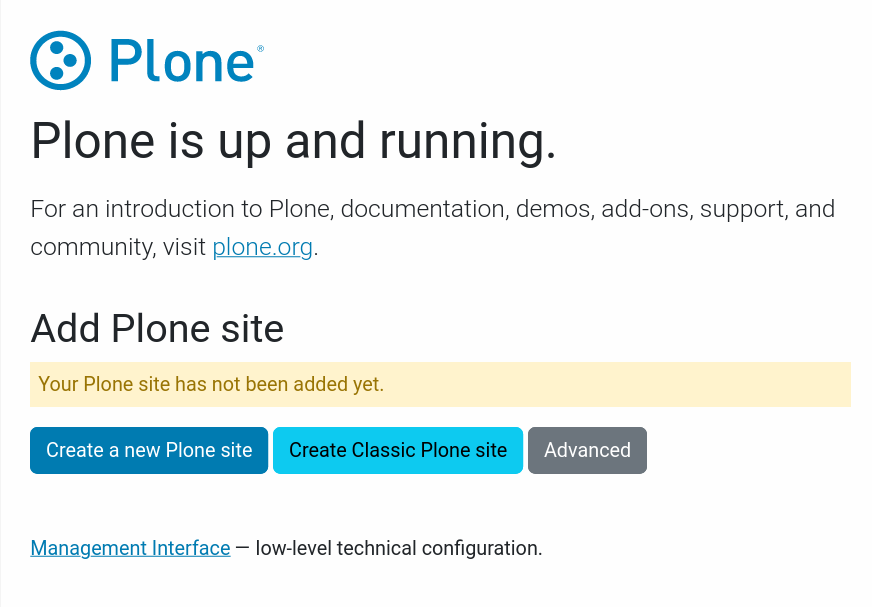 Plone®
Plone is up and running.
For an introduction to Plone, documentation, demos, add-ons, support, and
community, visit plone.org.
Add Plone site
Your Plone site has not been added yet.
Create a new Plone site Create Classic Plone site Advanced
Management Interface — low-level technical configuration.